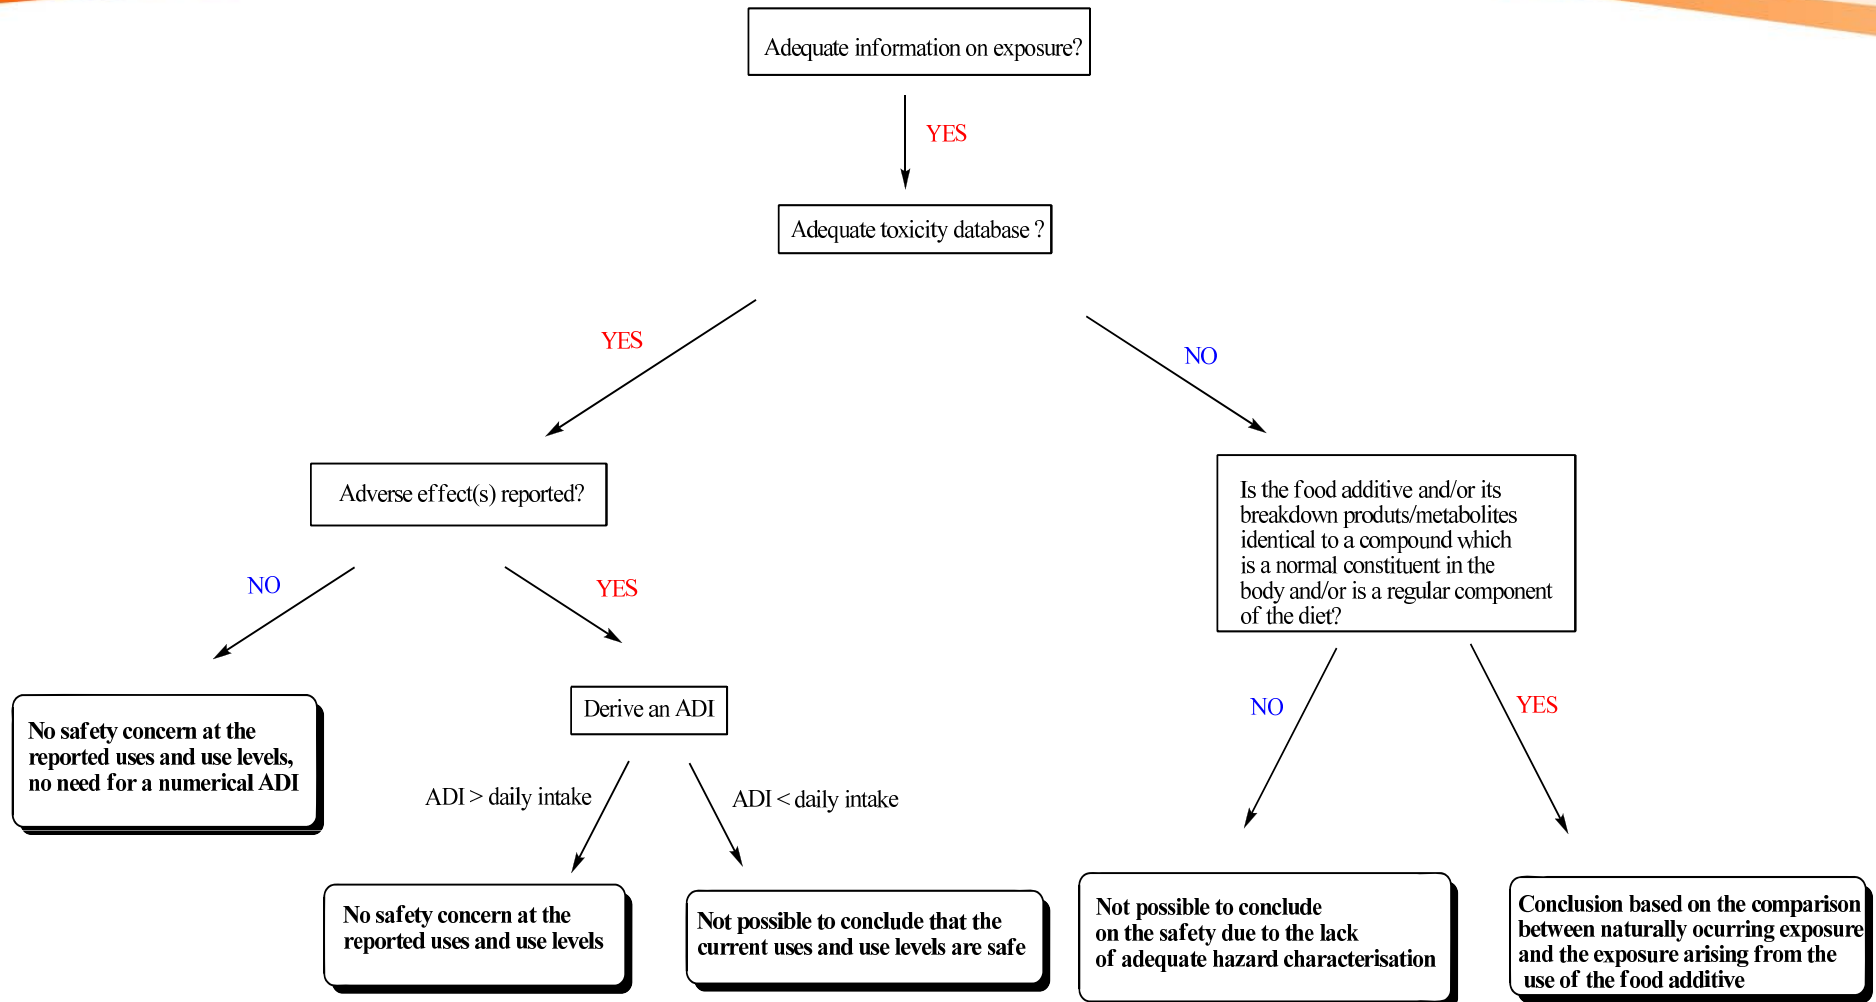 Adequate information on exposure?
YES
Adequate toxicity database ?
YES
NO
Adverse effect(s) reported?
Is the food additive and/or its
breakdown produts/metabolites
identical to a compound which
is a normal constituent in the
body and/or is a regular component
of the diet?
NO
YES
NO
YES
No safety concern at the
reported uses and use levels,
no need for a numerical ADI
Derive an ADI
ADI > daily intake
ADI < daily intake
No safety concern at the
reported uses and use levels
Not possible to conclude that the
current uses and use levels are safe
Not possible to conclude
on the safety due to the lack
of adequate hazard characterisation
Conclusion based on the comparison
between naturally ocurring exposure
and the exposure arising from the
use of the food additive